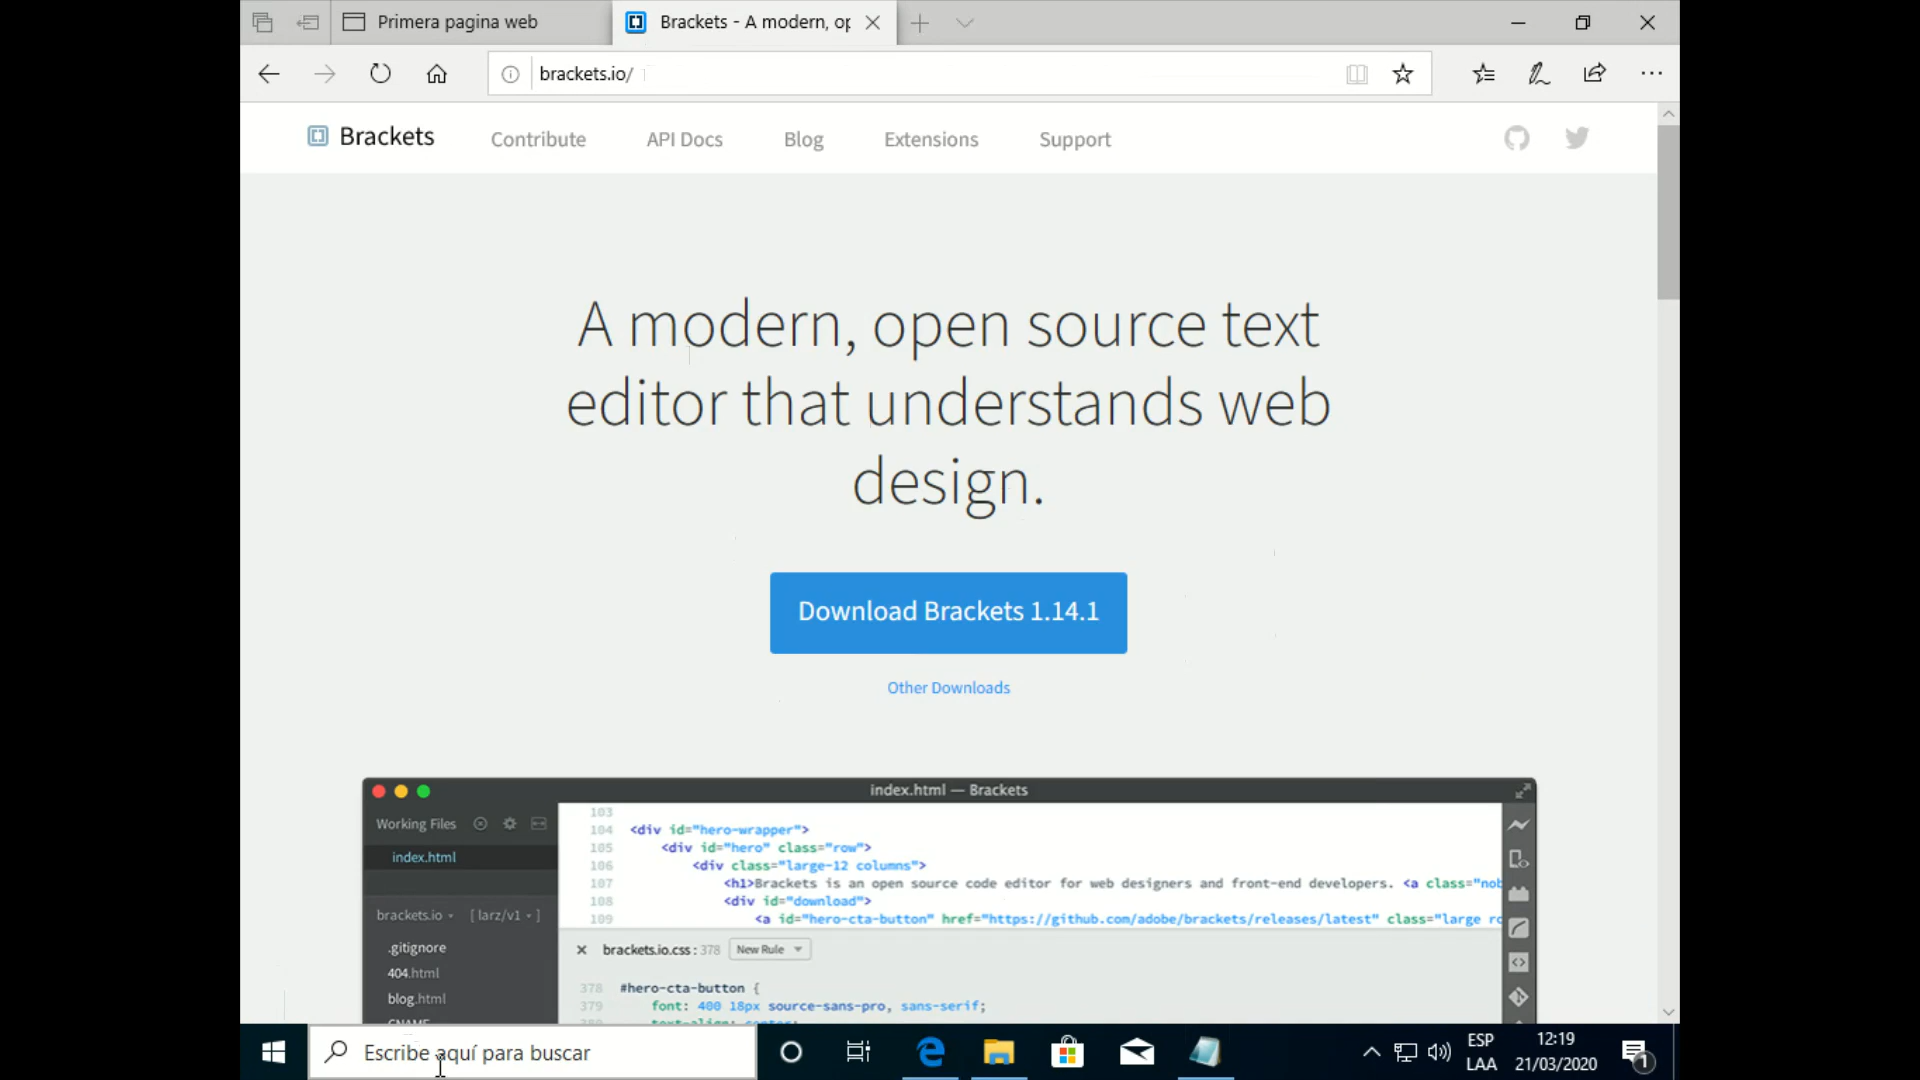 Primera pagina web
Brackets - A modern, op
brackets.io/
Brackets
Contribute
API Docs
Blog
Extensions
Support
A modern, open source text
editor that understands web
design.
Download Brackets 1.14.1
Other Downloads
index.html — Brackets
Working Files
index.html
brackets.io
[ larz/v1 ]
.gitignore
404.html
blog.html
103
104 <div id="hero-wrapper">
105 <div id="hero" class="row">
106 <div class="large-12 columns">
107 <h1>Brackets is an open source code editor for web designers and front-end developers. <a class="nob
108 <div id="download">
109 <a id="hero-cta-button" href="https://github.com/adobe/brackets/releases/latest" class="large ro
brackets.io.css : 378 New Rule
378 #hero-cta-button {
379 font: 400 18px source-sans-pro, sans-serif;
Escribe aquí para buscar
ESP
LAA
12:19
21/03/2020
1